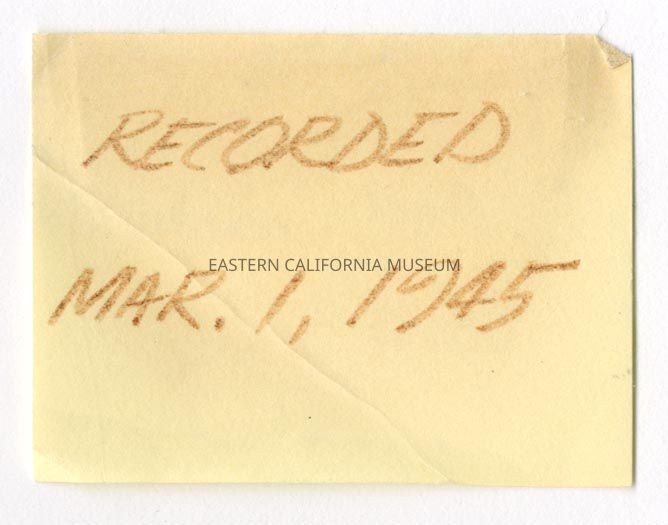 RECORDED
EASTERN CALIFORNIA MUSEUM
MAR. 1, 1945